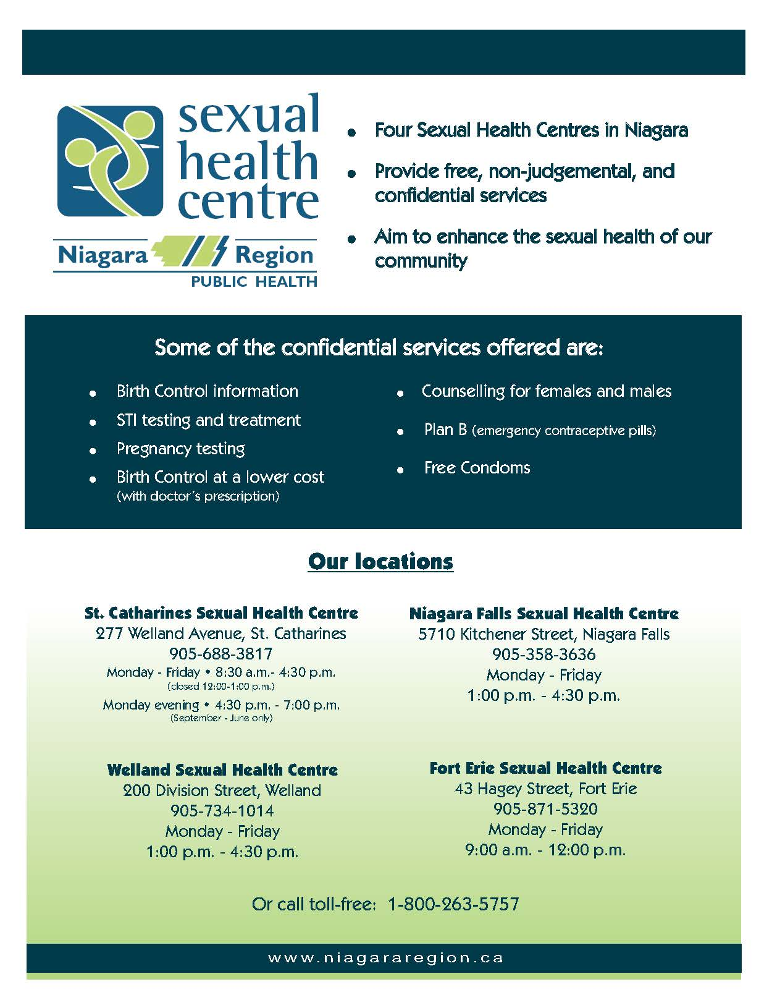 sexual
health
centre
Niagara Region
PUBLIC HEALTH
• Four Sexual Health Centres in Niagara
• Provide free, non-judgemental, and
confidential services
• Aim to enhance the sexual health of our
community
Some of the confidential services offered are:
• Birth Control information
• STI testing and treatment
• Pregnancy testing
• Birth Control at a lower cost
(with doctor's prescription)
• Counselling for females and males
• Plan B (emergency contraceptive pills)
• Free Condoms
Our locations
St. Catharines Sexual Health Centre
277 Welland Avenue, St. Catharines
905-688-3817
Monday - Friday • 8:30 a.m.- 4:30 p.m.
(closed 12:00-1:00 p.m.)
Monday evening • 4:30 p.m. - 7:00 p.m.
(September - June only)
Niagara Falls Sexual Health Centre
5710 Kitchener Street, Niagara Falls
905-358-3636
Monday - Friday
1:00 p.m. - 4:30 p.m.
Welland Sexual Health Centre
200 Division Street, Welland
905-734-1014
Monday - Friday
1:00 p.m. - 4:30 p.m.
Fort Erie Sexual Health Centre
43 Hagey Street, Fort Erie
905-871-5320
Monday - Friday
9:00 a.m. - 12:00 p.m.
Or call toll-free: 1-800-263-5757
www.niagararegion.ca